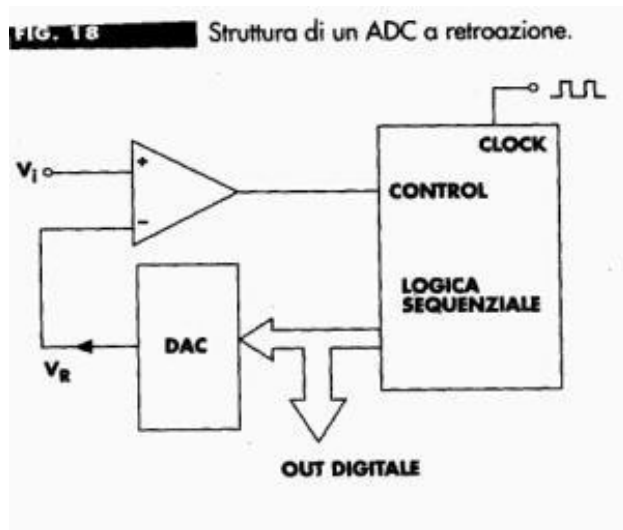 FIG. 18 Struttura di un ADC a retroazione.
CLOCK
Vi
+
CONTROL
-
LOGICA
SEQUENZIALE
DAC
VR
OUT DIGITALE